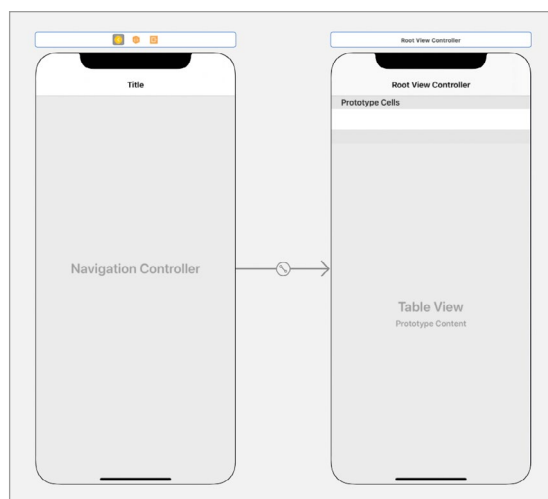 Root View Controller
Title
Root View Controller
Prototype Cells
Navigation Controller
Table View
Prototype Content